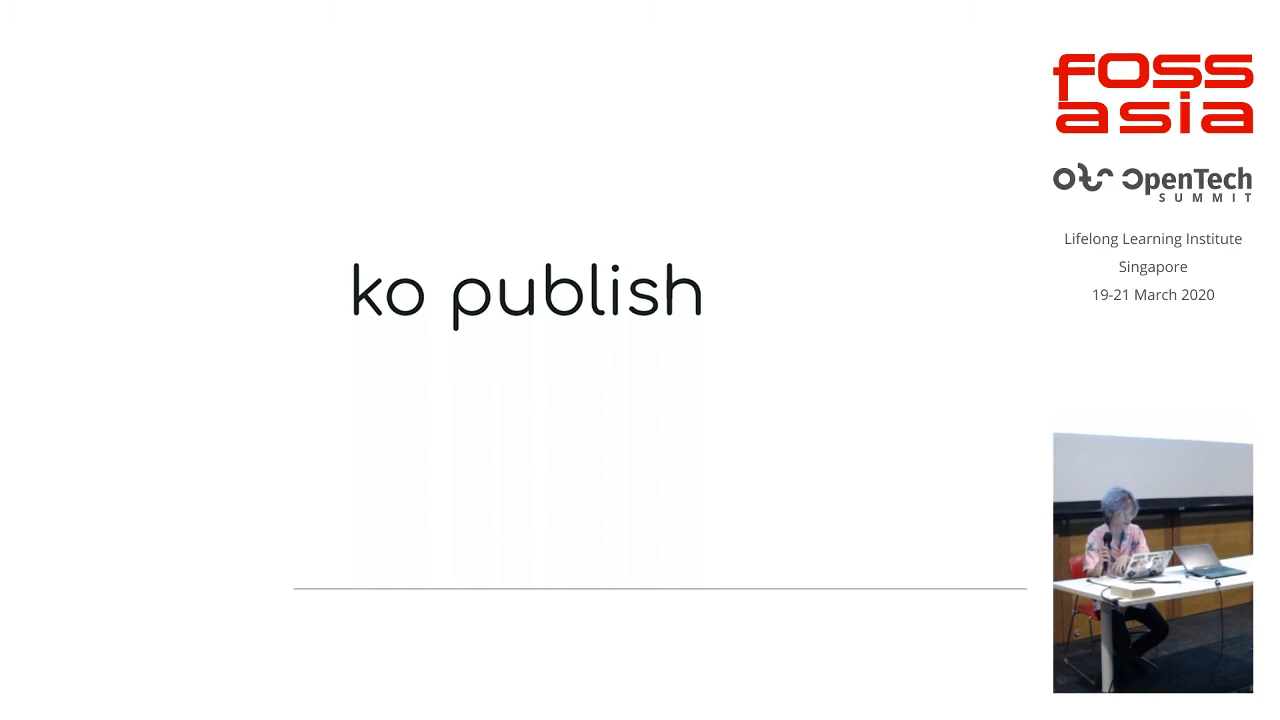 ko publish
foss
asia
OpenTech
SUMMIT
Lifelong Learning Institute
Singapore
19-21 March 2020